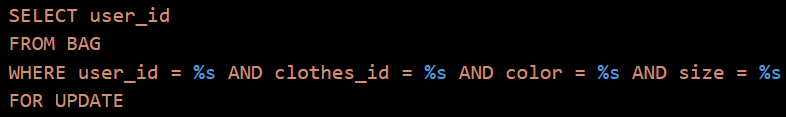 SELECT user_id
FROM BAG
WHERE user_id = %s AND clothes_id = %s AND color = %s AND size = %s
FOR UPDATE